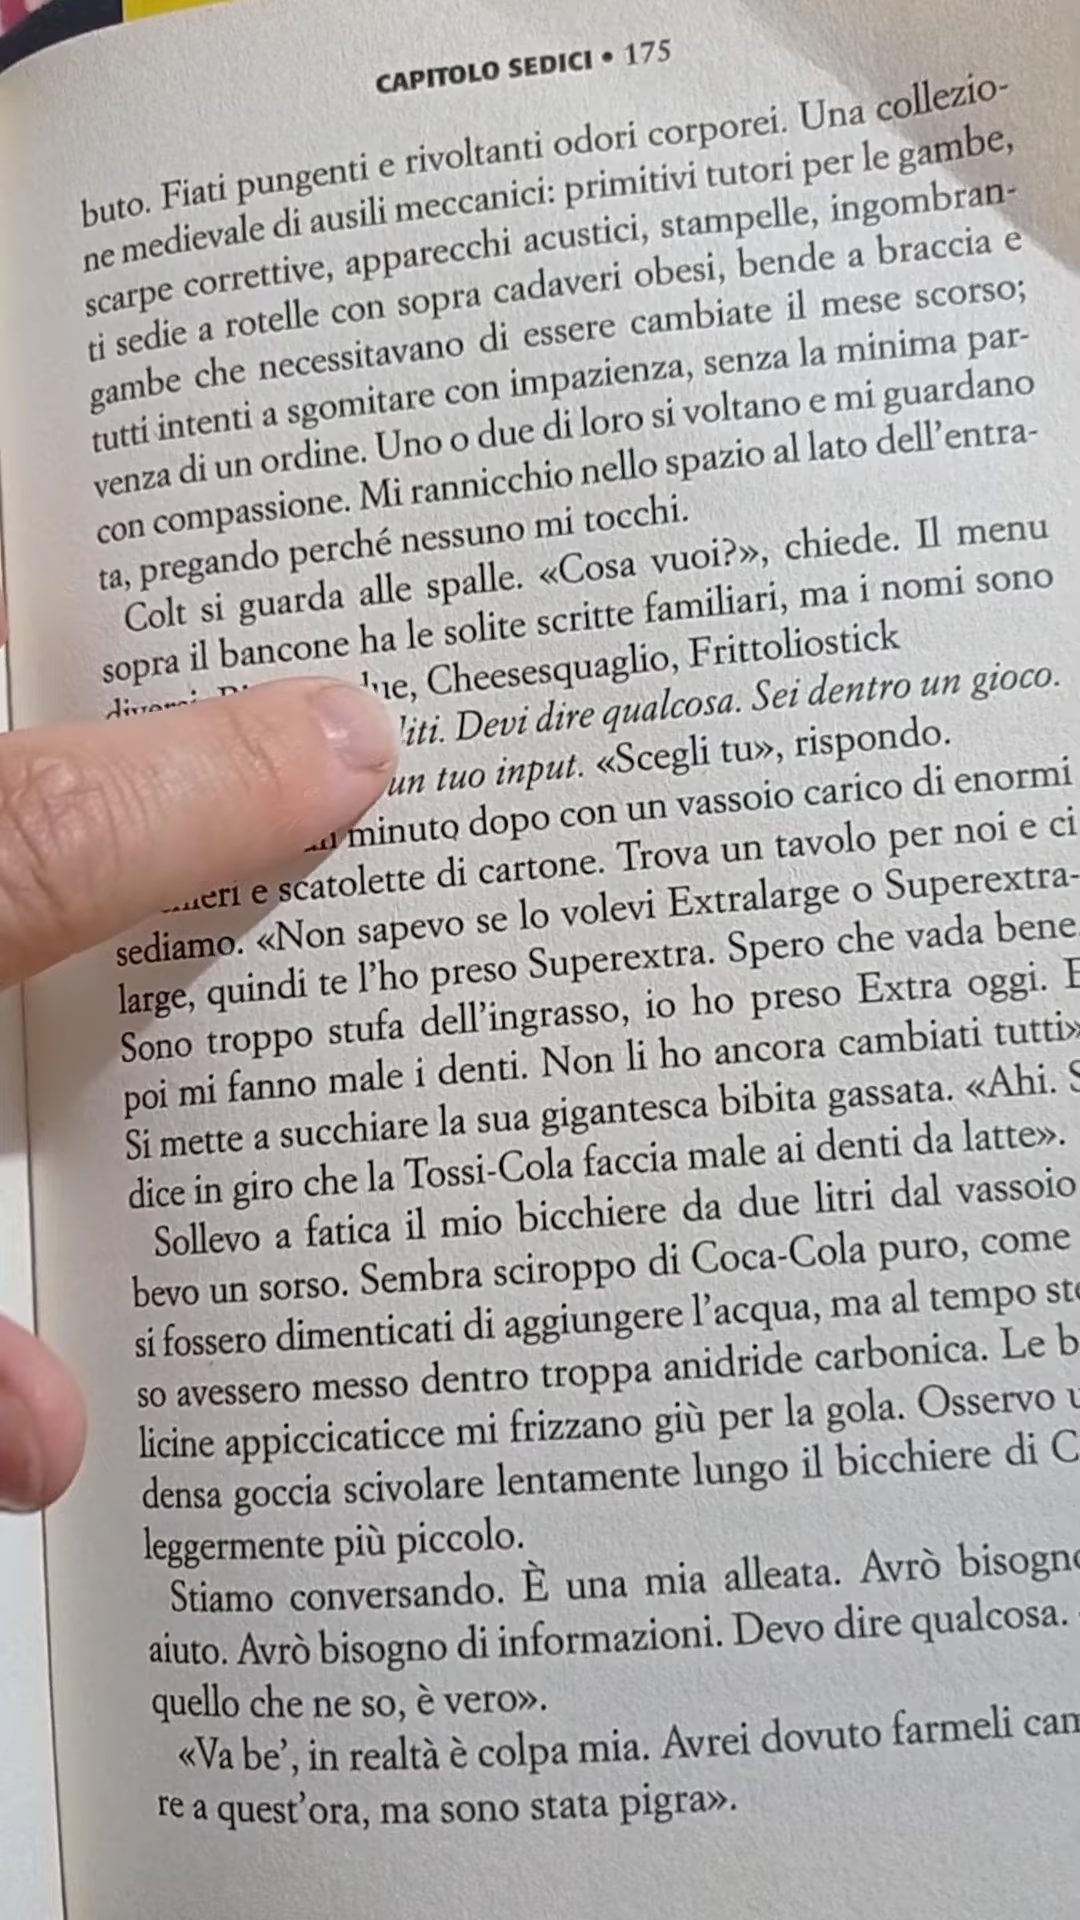 CAPITOLO SEDICI • 175
buto. Fiati pungenti e rivoltanti odori corporei. Una collezio-
ne medievale di ausili meccanici: primitivi tutori per le gambe,
scarpe correttive, apparecchi acustici, stampelle, ingombran-
ti sedie a rotelle con sopra cadaveri obesi, bende a braccia e
gambe che necessitavano di essere cambiate il mese scorso;
tutti intenti a sgomitare con impazienza, senza la minima par-
venza di un ordine. Uno o due di loro si voltano e mi guardano
con compassione. Mi rannicchio nello spazio al lato dell'entra-
ta, pregando perché nessuno mi tocchi.
Colt si guarda alle spalle. «Cosa vuoi?», chiede. Il menu
sopra il bancone ha le solite scritte familiari, ma i nomi sono
Cheesesquaglio, Frittoliostick
Devi dire qualcosa. Sei dentro un gioco.
un tuo input. «Scegli tu», rispondo.
minuto dopo con un vassoio carico di enormi
e scatolette di cartone. Trova un tavolo per noi e ci
sediamo. «Non sapevo se lo volevi Extralarge o Superextra-
large, quindi te l'ho preso Superextra. Spero che vada bene.
Sono troppo stufa dell'ingrasso, io ho preso Extra oggi. E
poi mi fanno male i denti. Non li ho ancora cambiati tutti»
Si mette a succhiare la sua gigantesca bibita gassata. «Ahi. S
dice in giro che la Tossi-Cola faccia male ai denti da latte».
Sollevo a fatica il mio bicchiere da due litri dal vassoio
bevo un sorso. Sembra sciroppo di Coca-Cola puro, come
si fossero dimenticati di aggiungere l'acqua, ma al tempo ste
so avessero messo dentro troppa anidride carbonica. Le b
licine appiccicaticce mi frizzano giù per la gola. Osservo u
densa goccia scivolare lentamente lungo il bicchiere di C
leggermente più piccolo.
Stiamo conversando. È una mia alleata. Avrò bisogno
aiuto. Avrò bisogno di informazioni. Devo dire qualcosa.
quello che ne so, è vero».
«Va be', in realtà è colpa mia. Avrei dovuto farmeli cam
re a quest'ora, ma sono stata pigra».